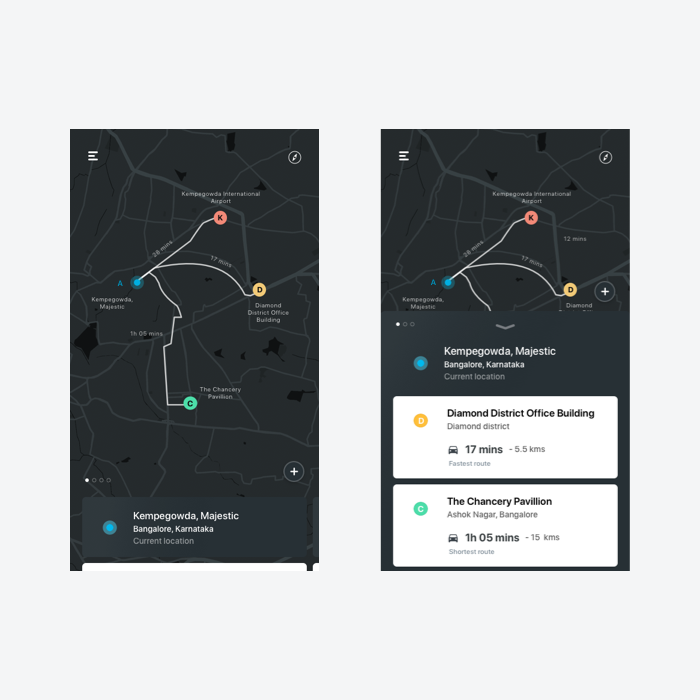 Kempegowda International
Airport
K
38 mins
17 mins
A
D
Kempegowda,
Majestic
Diamond
District Office
Building
1h 05 mins
The Chancery
Pavillion
C
Kempegowda, Majestic
Bangalore, Karnataka
Current location
Kempegowda International
Airport
K
12 mins
38 mins
17 mins
A
D
Kempegowda,
Majestic
Diamond
Kempegowda, Majestic
Bangalore, Karnataka
Current location
D
Diamond District Office Building
Diamond district
17 mins - 5.5 kms
Fastest route
C
The Chancery Pavillion
Ashok Nagar, Bangalore
1h 05 mins - 15 kms
Shortest route